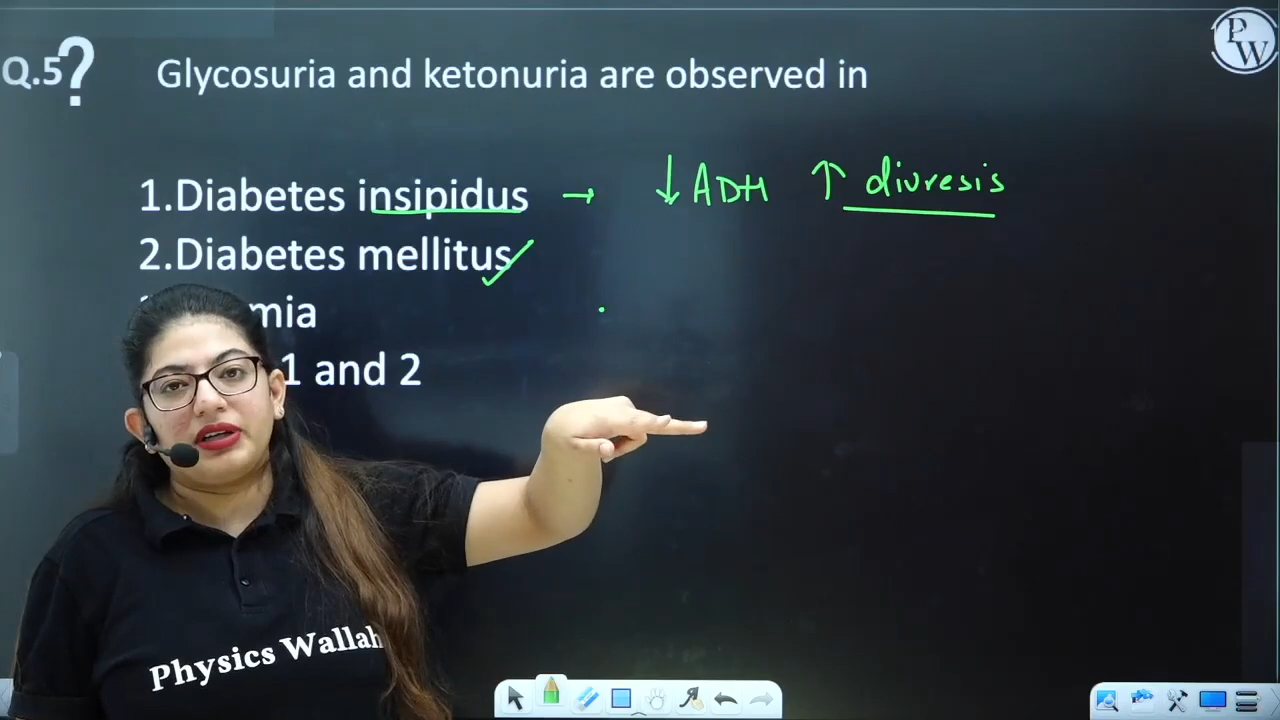 Q.5? Glycosuria and ketonuria are observed in
1.Diabetes insipidus → ↓ ADH ↑ diuresis
2.Diabetes mellitus ✓
mia
1 and 2
Physics Wallah
PW